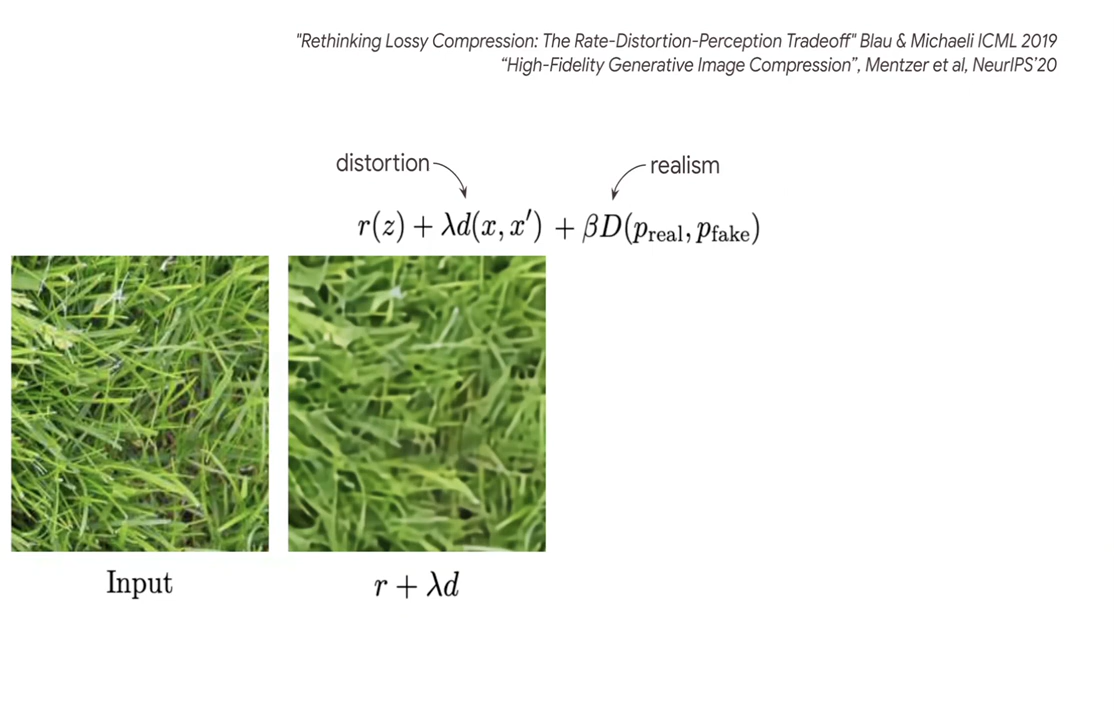 "Rethinking Lossy Compression: The Rate-Distortion-Perception Tradeoff" Blau & Michaeli ICML 2019
“High-Fidelity Generative Image Compression”, Mentzer et al, NeurIPS’20
distortion
realism
r(z) + λd(x, x′) + βD(p_real, p_fake)
Input
r + λd